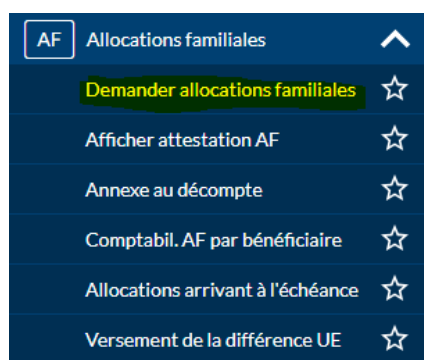 AF Allocations familiales
Demander allocations familiales
Afficher attestation AF
Annexe au décompte
Comptabil. AF par bénéficiaire
Allocations arrivant à l'échéance
Versement de la différence UE